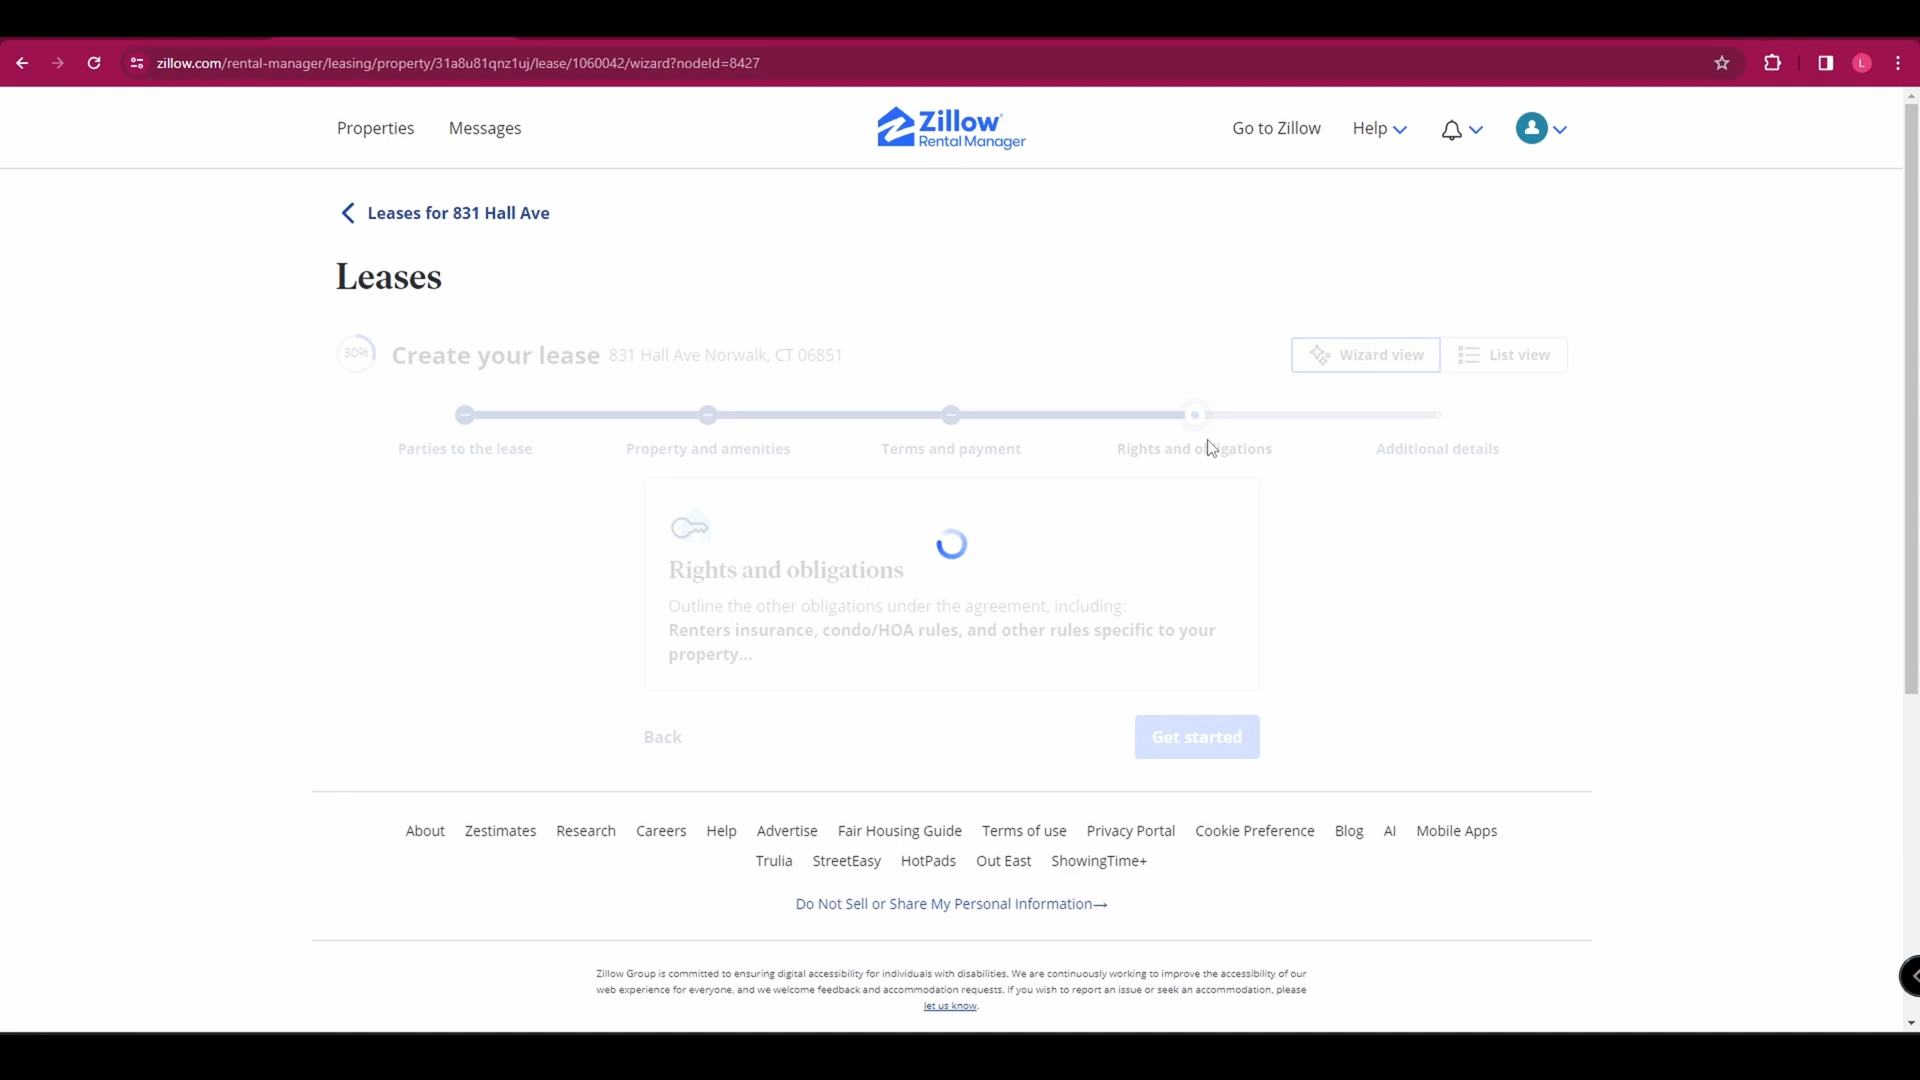 zillow.com/rental-manager/leasing/property/31a8u81qnz1uj/lease/1060042/wizard?nodeId=8427
L
Properties
Messages
Zillow
Rental Manager
Go to Zillow
Help
Leases for 831 Hall Ave
Leases
30%
Create your lease
831 Hall Ave Norwalk, CT 06851
Wizard view
List view
Parties to the lease
Property and amenities
Terms and payment
Rights and obligations
Additional details
Rights and obligations
Outline the other obligations under the agreement, including:
Renters insurance, condo/HOA rules, and other rules specific to your
property...
Back
Get started
About Zestimates Research Careers Help Advertise Fair Housing Guide Terms of use Privacy Portal Cookie Preference Blog AI Mobile Apps
Trulia StreetEasy HotPads Out East ShowingTime+
Do Not Sell or Share My Personal Information→
Zillow Group is committed to ensuring digital accessibility for individuals with disabilities. We are continuously working to improve the accessibility of our
web experience for everyone, and we welcome feedback and accommodation requests. If you wish to report an issue or seek an accommodation, please
let us know.